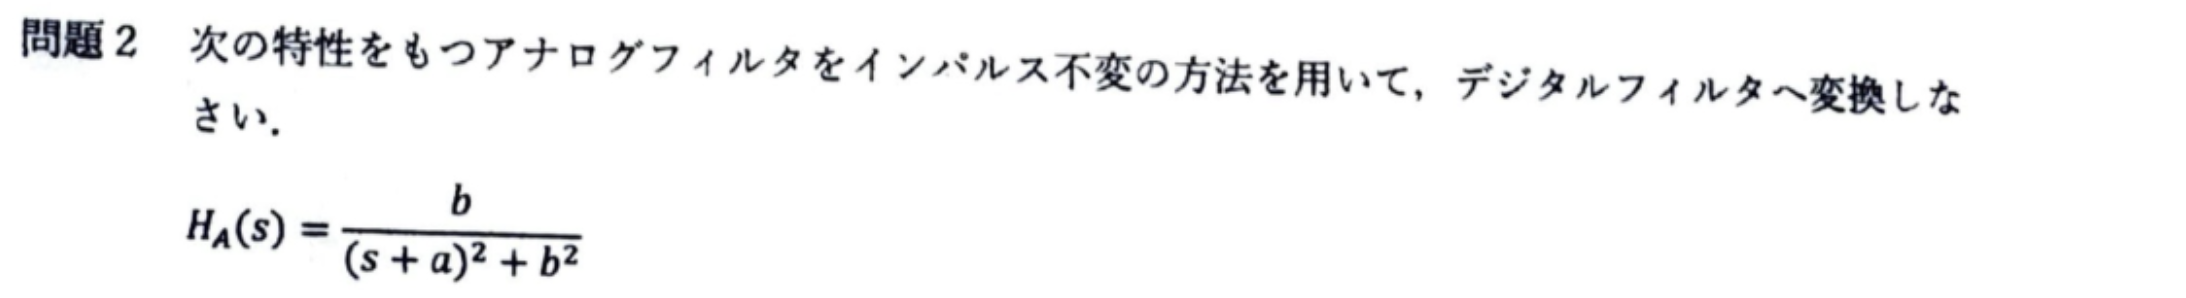 問題2 次の特性をもつアナログフィルタをインパルス不変の方法を用いて，デジタルフィルタへ変換しな
さい．
H_A(s) = \frac{b}{(s + a)^2 + b^2}